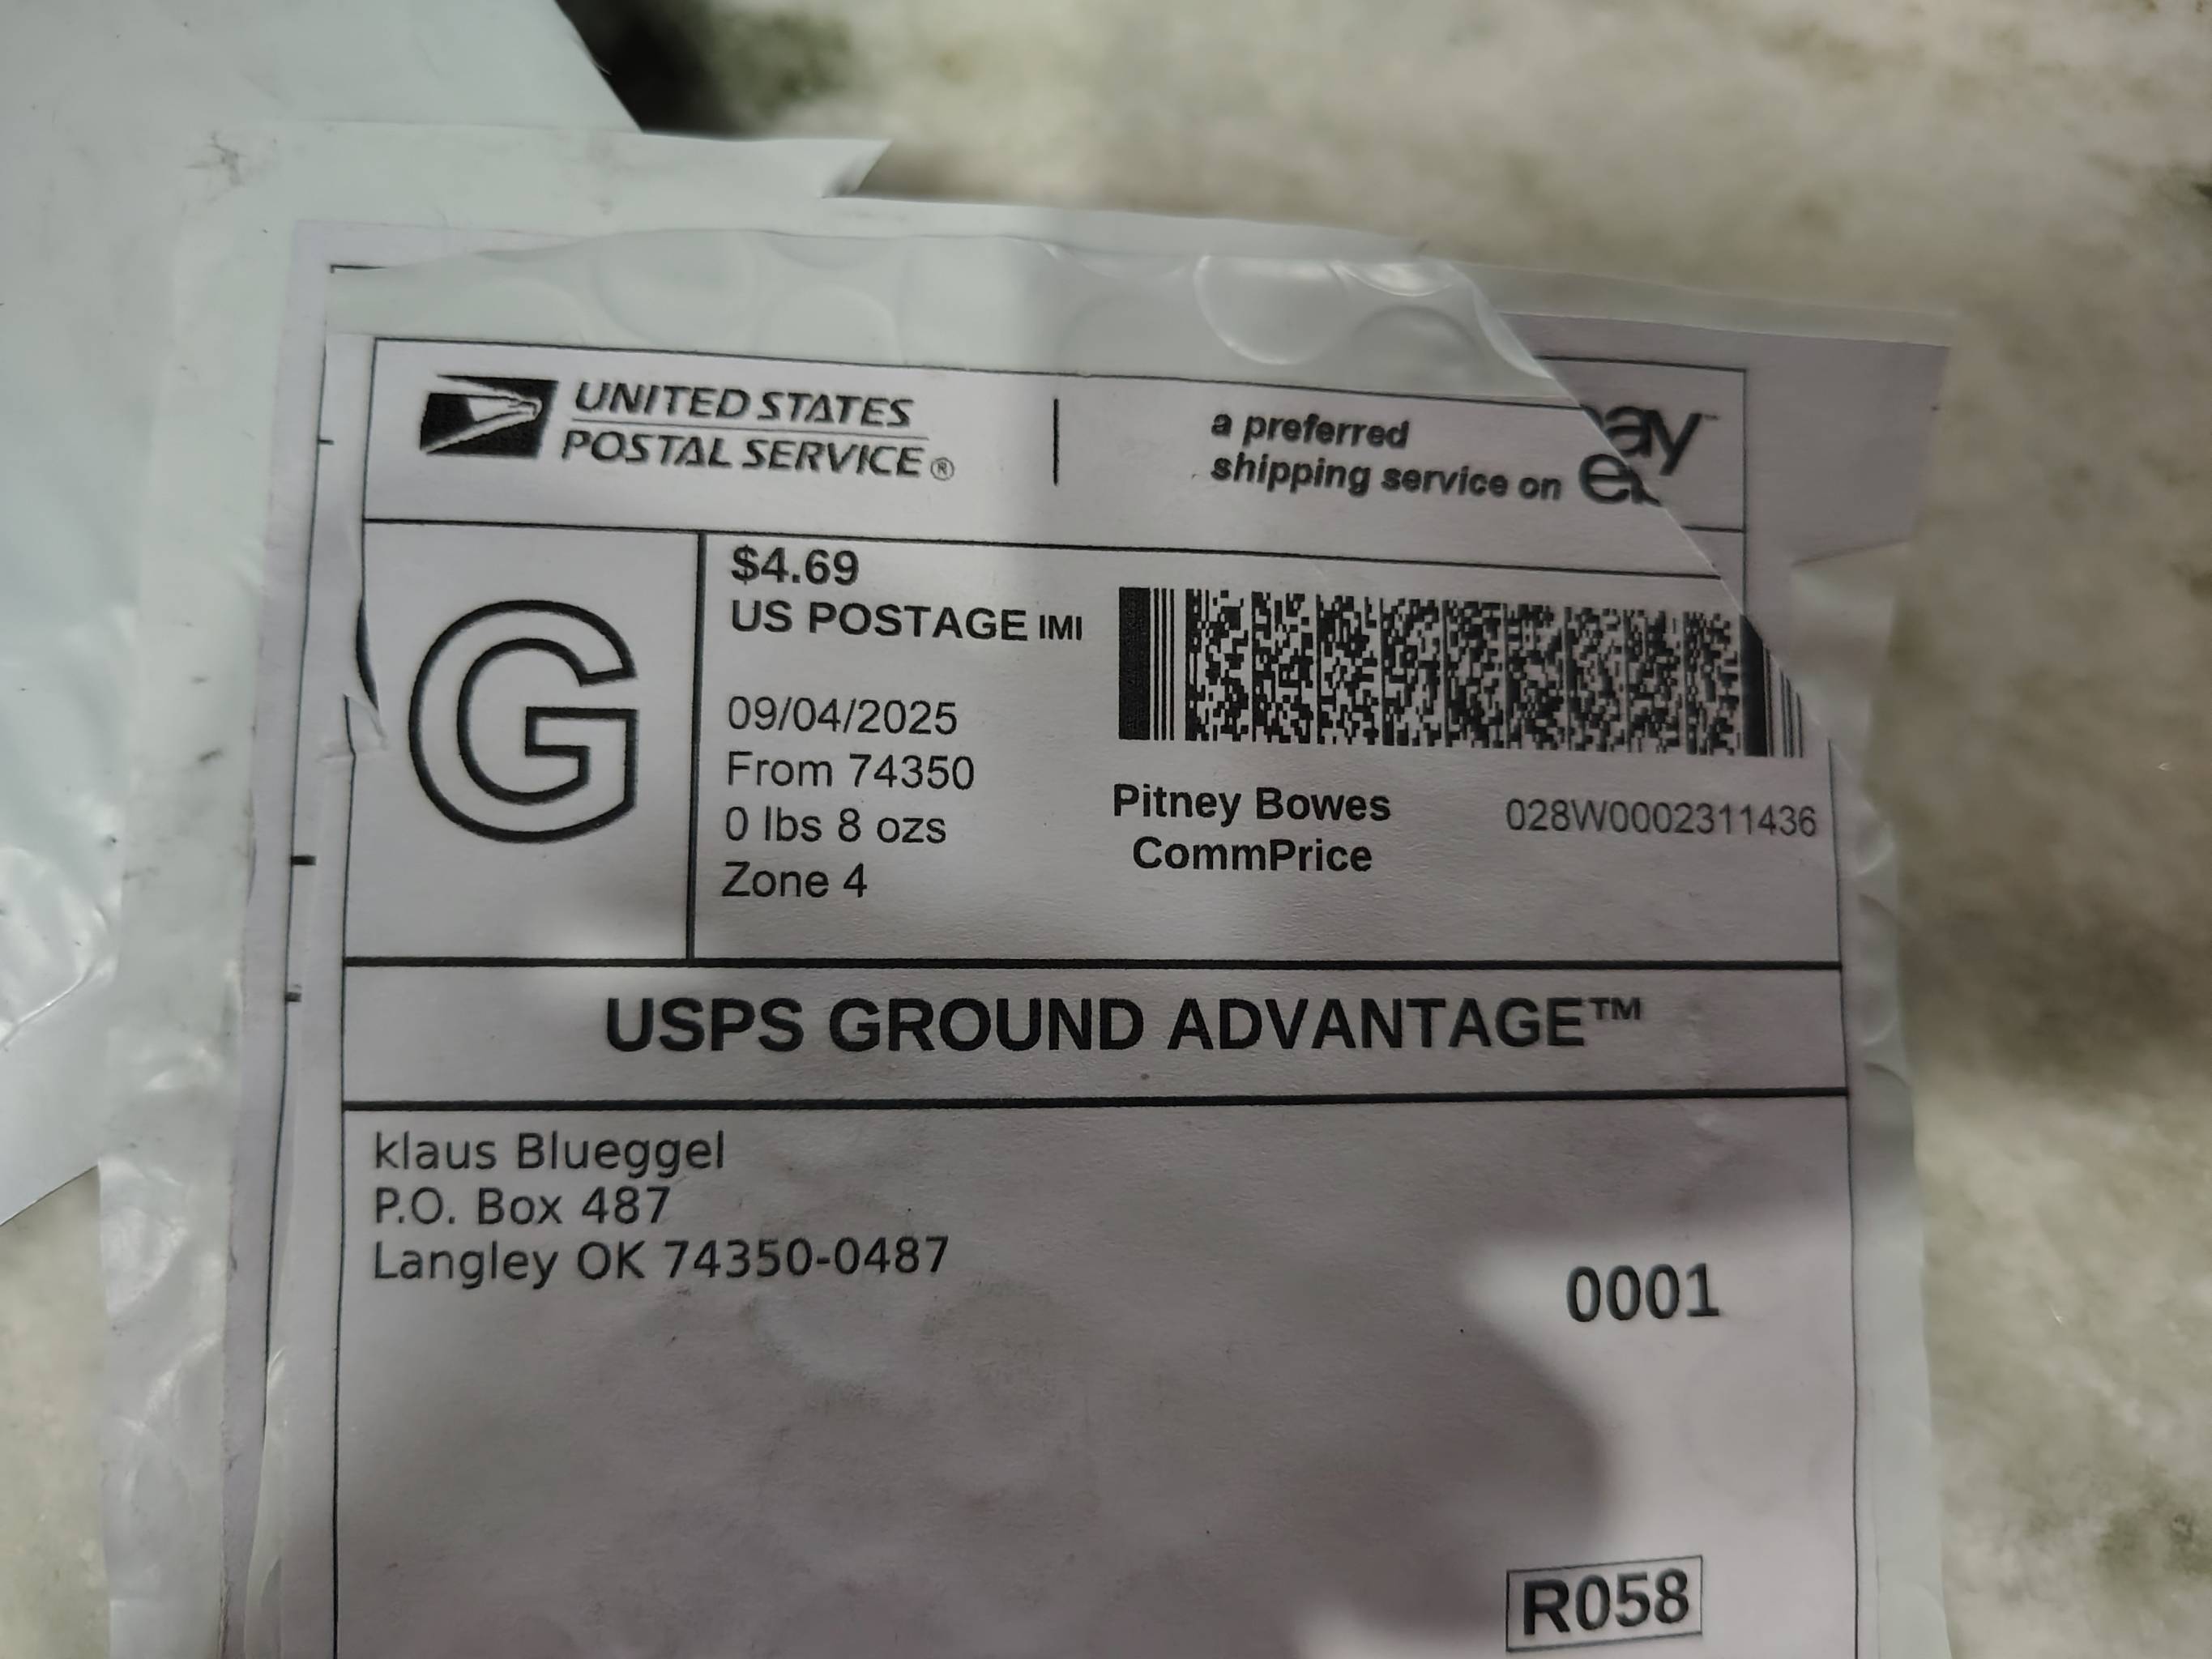 UNITED STATES
POSTAL SERVICE®
a preferred
shipping service on ebay™
G
$4.69
US POSTAGE IMI
09/04/2025
From 74350
0 lbs 8 ozs
Zone 4
Pitney Bowes
CommPrice
028W0002311436
USPS GROUND ADVANTAGE™
klaus Blueggel
P.O. Box 487
Langley OK 74350-0487
0001
R058